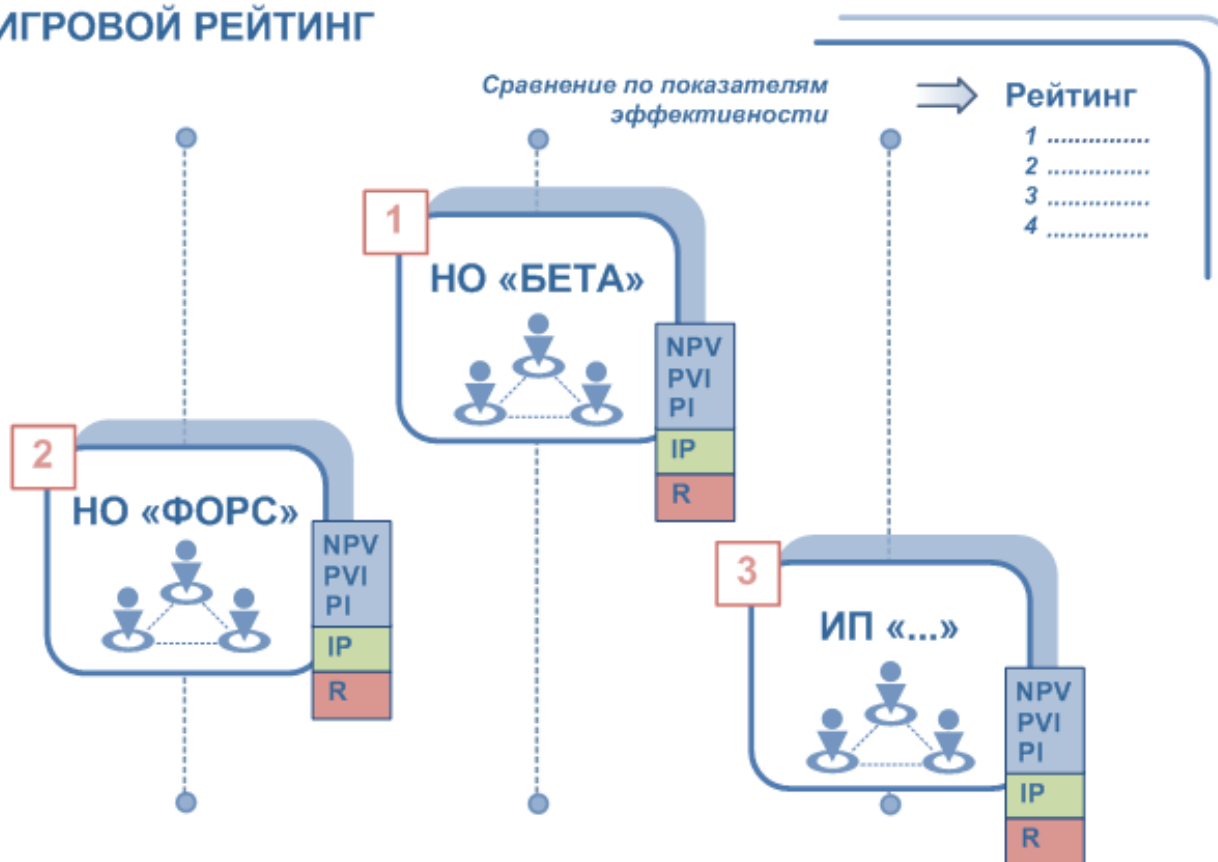 ИГРОВОЙ РЕЙТИНГ
Сравнение по показателям
эффективности
Рейтинг
1 ...............
2 ...............
3 ...............
4 ...............
1
НО «БЕТА»
NPV
PVI
PI
IP
R
2
НО «ФОРС»
NPV
PVI
PI
IP
R
3
ИП «...»
NPV
PVI
PI
IP
R